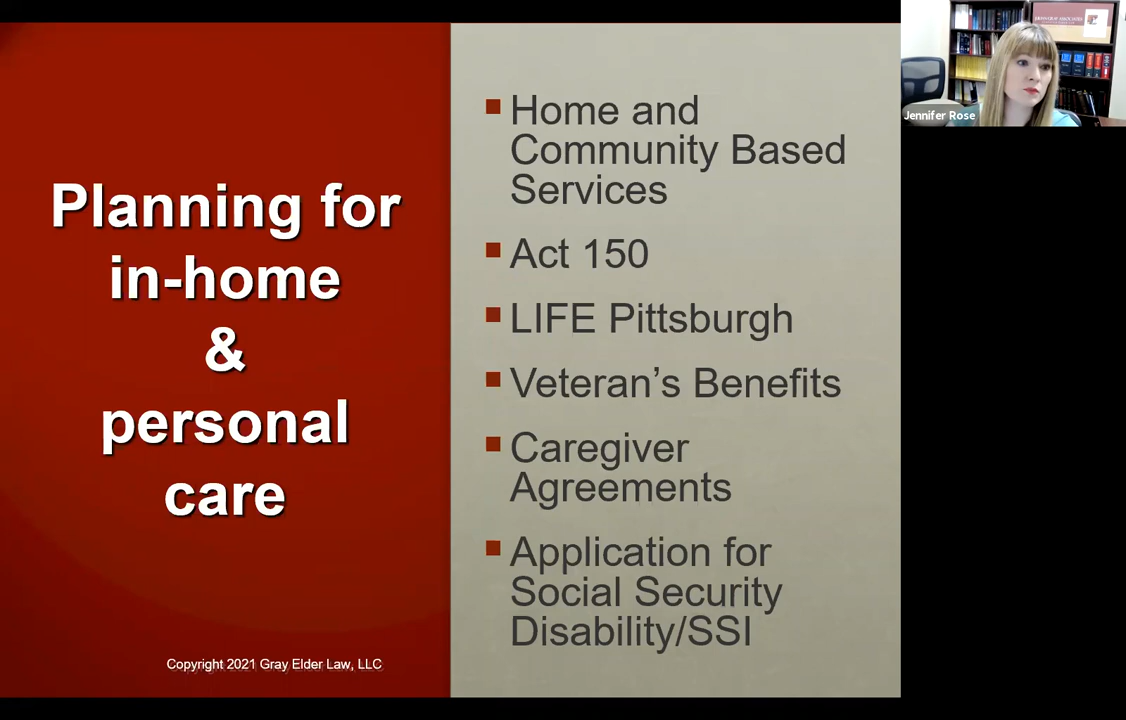 Planning for
in-home
&
personal
care
Copyright 2021 Gray Elder Law, LLC
▪ Home and
Community Based
Services
▪ Act 150
▪ LIFE Pittsburgh
▪ Veteran’s Benefits
▪ Caregiver
Agreements
▪ Application for
Social Security
Disability/SSI
Jennifer Rose